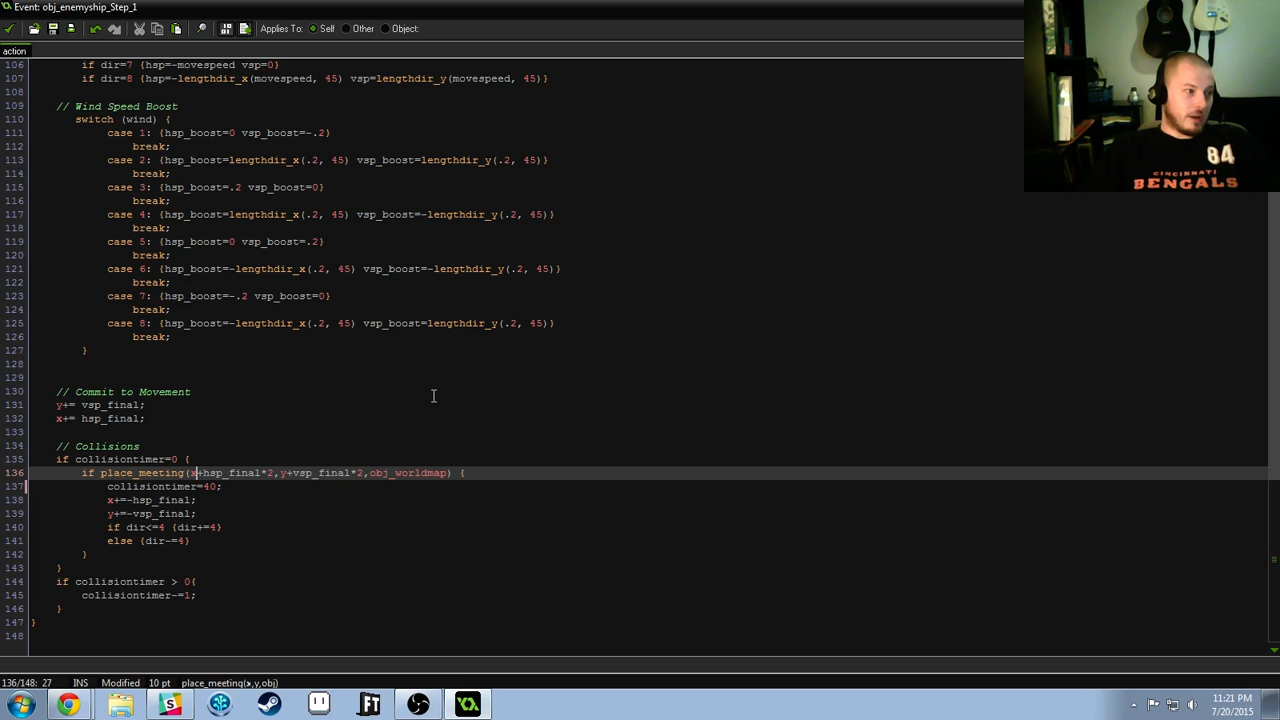 Event: obj_enemyship_Step_1
Applies To: Self Other Object:
action
106 if dir=7 {hsp=-movespeed vsp=0}
107 if dir=8 {hsp=-lengthdir_x(movespeed, 45) vsp=lengthdir_y(movespeed, 45)}
108
109 // Wind Speed Boost
110 switch (wind) {
111 case 1: {hsp_boost=0 vsp_boost=-.2}
112 break;
113 case 2: {hsp_boost=lengthdir_x(.2, 45) vsp_boost=lengthdir_y(.2, 45)}
114 break;
115 case 3: {hsp_boost=.2 vsp_boost=0}
116 break;
117 case 4: {hsp_boost=lengthdir_x(.2, 45) vsp_boost=-lengthdir_y(.2, 45)}
118 break;
119 case 5: {hsp_boost=0 vsp_boost=.2}
120 break;
121 case 6: {hsp_boost=-lengthdir_x(.2, 45) vsp_boost=-lengthdir_y(.2, 45)}
122 break;
123 case 7: {hsp_boost=-.2 vsp_boost=0}
124 break;
125 case 8: {hsp_boost=-lengthdir_x(.2, 45) vsp_boost=lengthdir_y(.2, 45)}
126 break;
127 }
128
129
130 // Commit to Movement
131 y+= vsp_final;
132 x+= hsp_final;
133
134 // Collisions
135 if collisiontimer=0 {
136 if place_meeting(x+hsp_final*2,y+vsp_final*2,obj_worldmap) {
137 collisiontimer=40;
138 x+=-hsp_final;
139 y+=-vsp_final;
140 if dir<=4 {dir+=4}
141 else {dir-=4}
142 }
143 }
144 if collisiontimer > 0{
145 collisiontimer-=1;
146 }
147 }
148
84
CINCINNATI
BENGALS
136/148: 27 INS Modified 10 pt place_meeting(x,y,obj)
FT
11:21 PM
7/20/2015